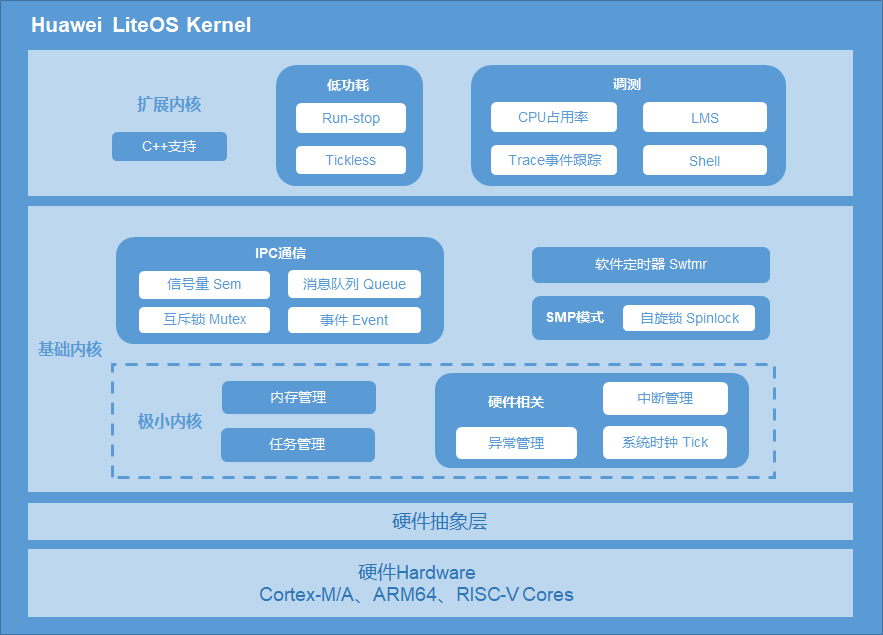 Huawei LiteOS Kernel
扩展内核
C++支持
低功耗
Run-stop
Tickless
调测
CPU占用率
LMS
Trace事件跟踪
Shell
基础内核
IPC通信
信号量 Sem
消息队列 Queue
互斥锁 Mutex
事件 Event
软件定时器 Swtmr
SMP模式
自旋锁 Spinlock
极小内核
内存管理
任务管理
硬件相关
中断管理
异常管理
系统时钟 Tick
硬件抽象层
硬件Hardware
Cortex-M/A、ARM64、RISC-V Cores